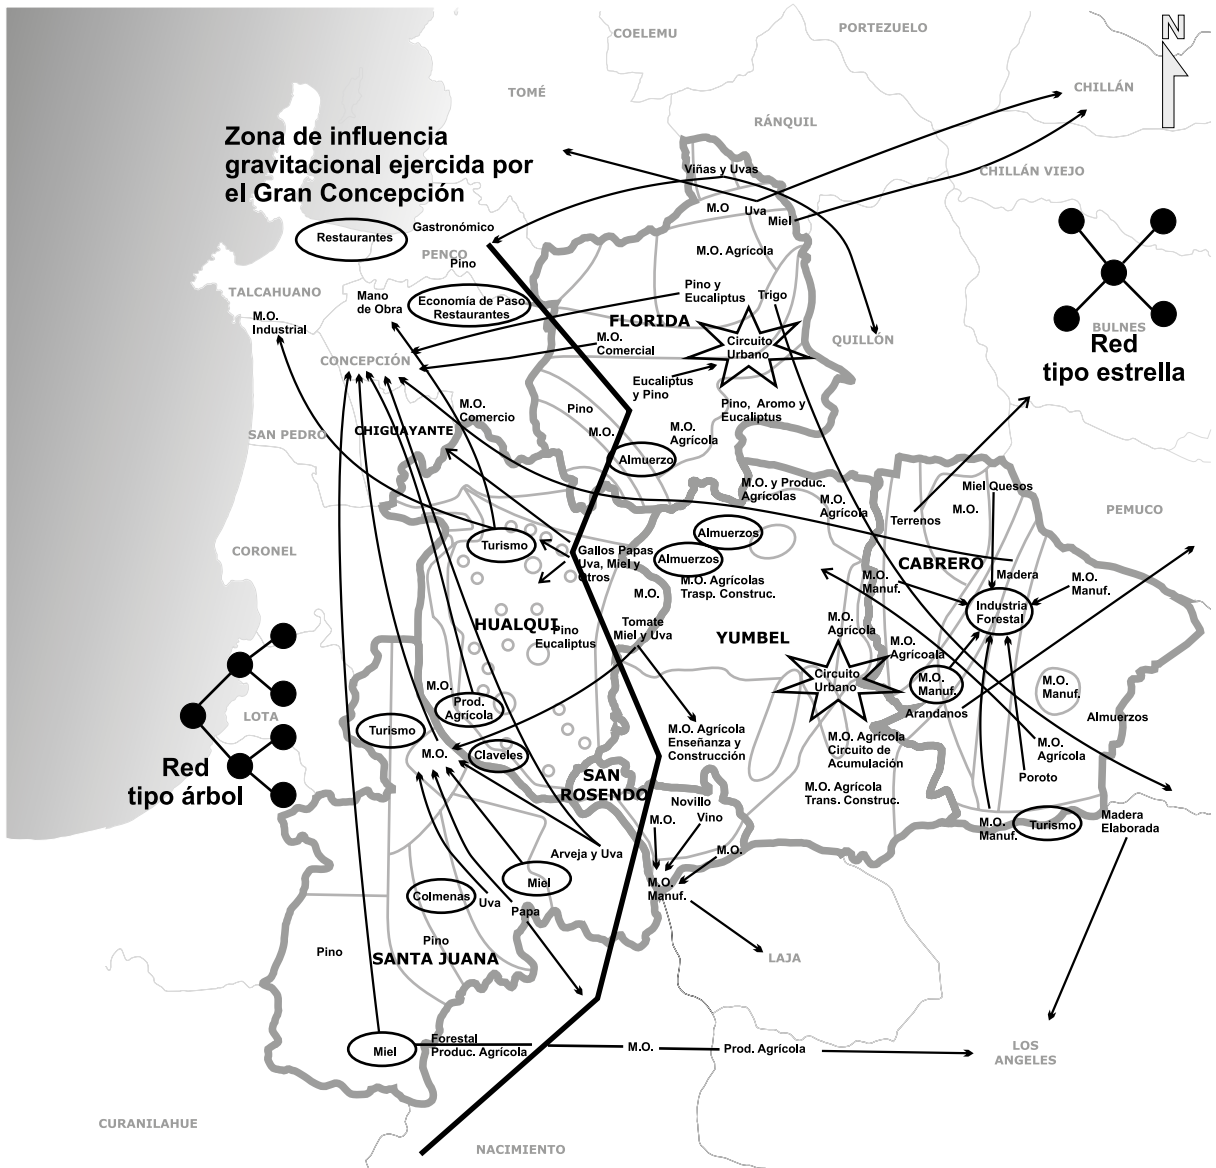 COELEMU
PORTEZUELO
N
TOMÉ
CHILLÁN
RÁNQUIL
Zona de influencia
gravitacional ejercida por
el Gran Concepción
Viñas y Uvas
CHILLÁN VIEJO
M.O
Uva
Miel
Restaurantes
Gastronómico
PENCO
Pino
M.O. Agrícola
TALCAHUANO
Mano
de Obra
Economía de Paso
Restaurantes
Pino y
Eucaliptus
Trigo
M.O.
Industrial
FLORIDA
BULNES
CONCEPCIÓN
M.O.
Comercial
Circuito
Urbano
QUILLÓN
Red
tipo estrella
Eucaliptus
y Pino
M.O.
Comercio
Pino
Pino, Aromo y
Eucaliptus
SAN PEDRO
CHIGUAYANTE
M.O.
M.O.
Agrícola
Almuerzo
M.O. y Produc.
Agrícolas
M.O.
Agrícola
Miel Quesos
M.O.
Terrenos
PEMUCO
CORONEL
Turismo
Gallos Papas
Uva, Miel y
Otros
Almuerzos
Almuerzos
M.O. Agrícolas
Trasp. Construc.
M.O.
CABRERO
M.O.
Manuf.
Madera
M.O.
Manuf.
Industria
Forestal
HUALQUI
Pino
Eucaliptus
Tomate
Miel y Uva
YUMBEL
M.O.
Agrícola
M.O.
Agrícoala
Circuito
Urbano
M.O.
Manuf.
M.O.
Manuf.
Arandanos
Almuerzos
LOTA
M.O.
Prod.
Agrícola
Turismo
M.O.
Claveles
M.O. Agrícola
Enseñanza y
Construcción
M.O. Agrícola
Circuito de
Acumulación
M.O.
Agrícola
Poroto
Red
tipo árbol
SAN
ROSENDO
M.O. Agrícola
Trans. Construc.
Novillo
Vino
M.O.
M.O.
Manuf.
Turismo
Madera
Elaborada
Arveja y Uva
M.O.
Miel
M.O.
Manuf.
Colmenas
Uva
Papa
Pino
Pino
SANTA JUANA
LAJA
Miel
Forestal
Produc. Agrícola
M.O.
Prod. Agrícola
LOS
ANGELES
CURANILAHUE
NACIMIENTO